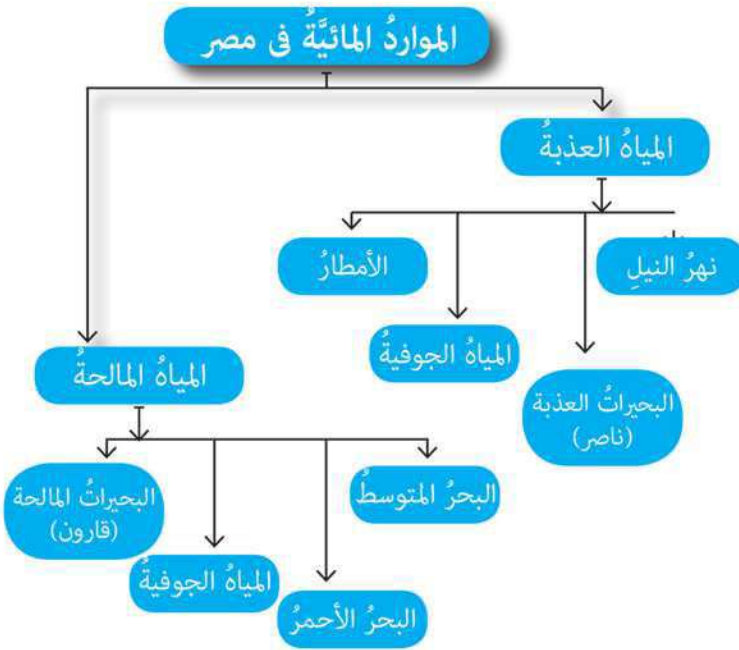 المواردُ المائيَّةُ فى مصر
المياهُ العذبةُ
نهرُ النيلِ
البحيراتُ العذبة
(ناصر)
المياهُ الجوفيةُ
الأمطارُ
المياهُ المالحةُ
البحرُ المتوسطُ
البحرُ الأحمرُ
المياهُ الجوفيةُ
البحيراتُ المالحة
(قارون)